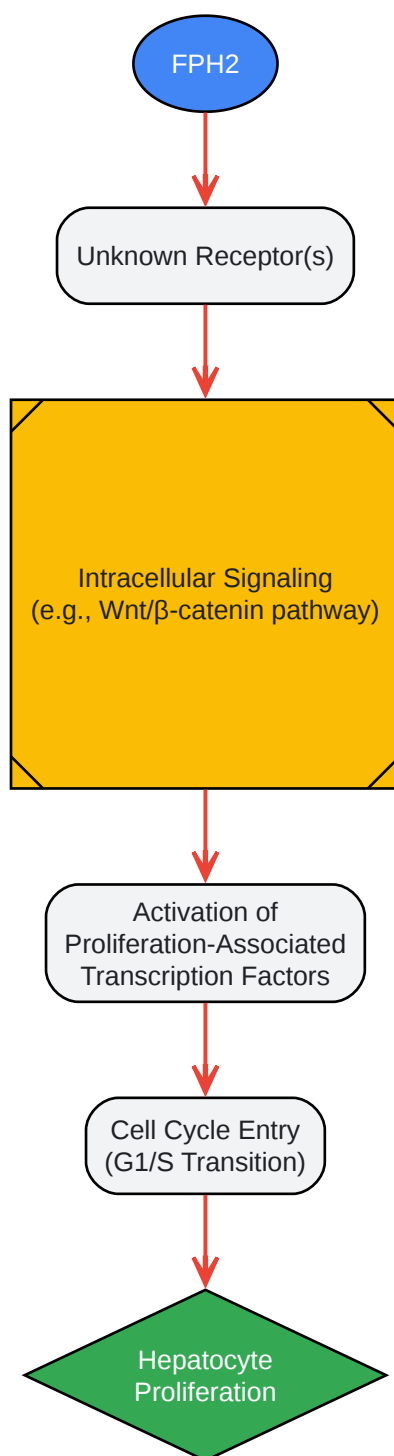 FPH2
Unknown Receptor(s)
Intracellular Signaling
(e.g., Wnt/β-catenin pathway)
Activation of
Proliferation-Associated
Transcription Factors
Cell Cycle Entry
(G1/S Transition)
Hepatocyte
Proliferation